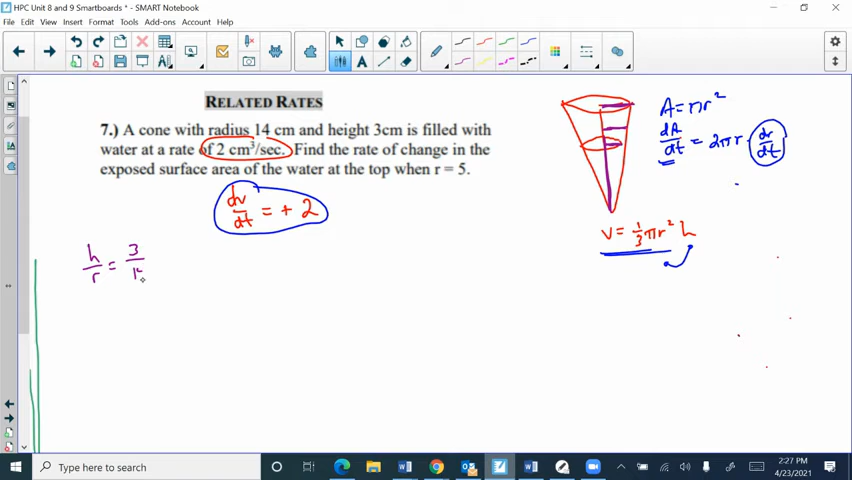 HPC Unit 8 and 9 Smartboards* - SMART Notebook
File Edit View Insert Format Tools Add-ons Account Help
RELATED RATES
7.) A cone with radius 14 cm and height 3cm is filled with
water at a rate of 2 cm³/sec. Find the rate of change in the
exposed surface area of the water at the top when r = 5.
dv/dt = + 2
h/r = 3/1
A = πr²
dA/dt = 2πr · dr/dt
V = 1/3 πr² h
Type here to search
2:27 PM
4/23/2021